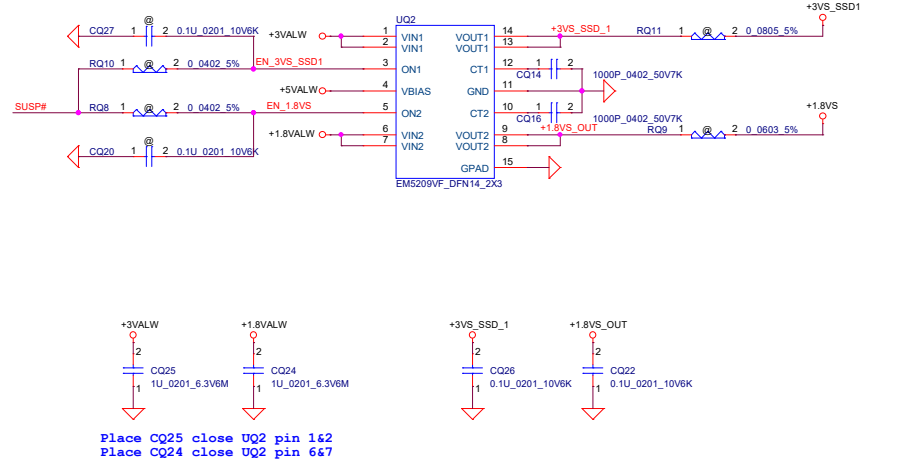 +3VS_SSD1
@ UQ2
CQ27 1 2 0.1U_0201_10V6K +3VALW 1 VIN1 VOUT1 14 +3VS_SSD_1 RQ11 1 @ 2 0_0805_5%
2 VIN1 VOUT1 13
@
RQ10 1 2 0_0402_5% EN_3VS_SSD1 3 ON1 CT1 12 1 2
CQ14 1000P_0402_50V7K
+5VALW 4 VBIAS GND 11
SUSP# RQ8 1 @ 2 0_0402_5% EN_1.8VS 5 ON2 CT2 10 1 2 +1.8VS
CQ16 1000P_0402_50V7K
+1.8VALW 6 VIN2 VOUT2 9 +1.8VS_OUT RQ9 1 @ 2 0_0603_5%
7 VIN2 VOUT2 8
@
CQ20 1 2 0.1U_0201_10V6K
GPAD 15
EM5209VF_DFN14_2X3
+3VALW +1.8VALW +3VS_SSD_1 +1.8VS_OUT
2 2 2 2
CQ25 CQ24 CQ26 CQ22
1U_0201_6.3V6M 1U_0201_6.3V6M 0.1U_0201_10V6K 0.1U_0201_10V6K
1 1 1 1
Place CQ25 close UQ2 pin 1&2
Place CQ24 close UQ2 pin 6&7